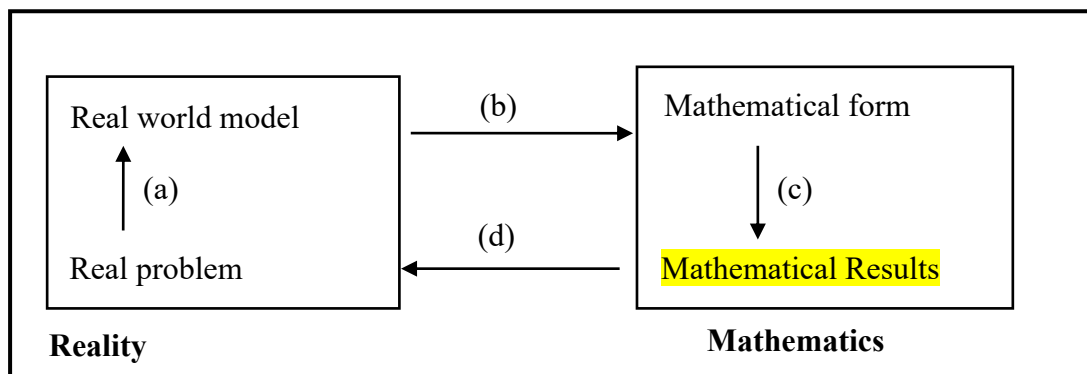 Real world model
(a)
Real problem
Reality
(b)
(d)
Mathematical form
(c)
Mathematical Results
Mathematics